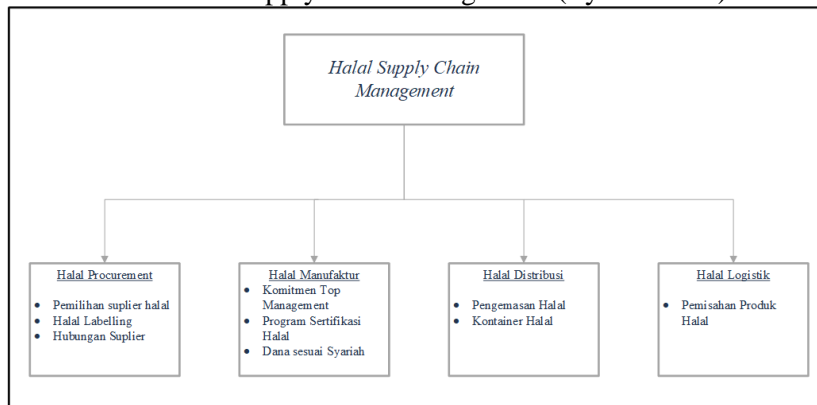 Halal Supply Chain
Management
Halal Procurement
• Pemilihan suplier halal
• Halal Labelling
• Hubungan Suplier
Halal Manufaktur
• Komitmen Top
Management
• Program Sertifikasi
Halal
• Dana sesuai Syariah
Halal Distribusi
• Pengemasan Halal
• Kontainer Halal
Halal Logistik
• Pemisahan Produk
Halal